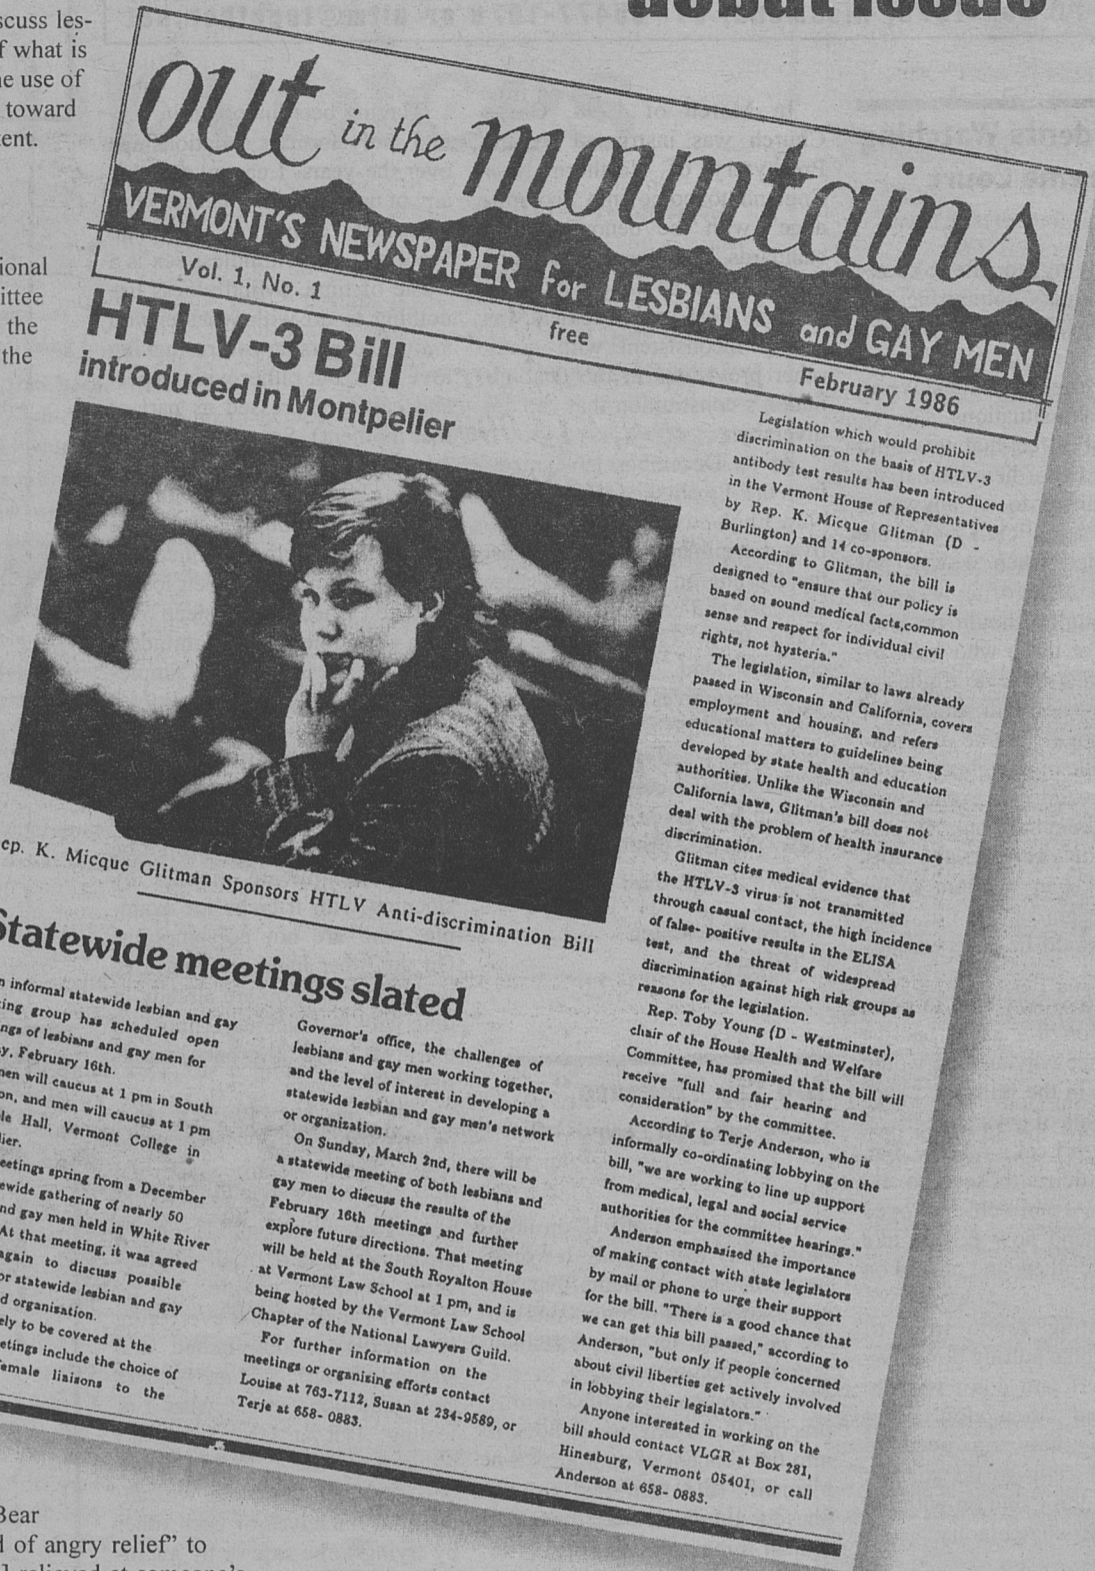 debut issue
scuss les-
f what is
ne use of
toward
tent.
ional
ittee
the
the
out in the mountains
VERMONT'S NEWSPAPER for LESBIANS and GAY MEN
Vol. 1, No. 1
free
February 1986
HTLV-3 Bill
introduced in Montpelier
ep. K. Micque Glitman Sponsors HTLV Anti-discrimination Bill
Legislation which would prohibit
discrimination on the basis of HTLV-3
antibody test results has been introduced
in the Vermont House of Representatives
by Rep. K. Micque Glitman (D -
Burlington) and 14 co-sponsors.
According to Glitman, the bill is
designed to "ensure that our policy is
based on sound medical facts,common
sense and respect for individual civil
rights, not hysteria."
The legislation, similar to laws already
passed in Wisconsin and California, covers
employment and housing, and refers
educational matters to guidelines being
developed by state health and education
authorities. Unlike the Wisconsin and
California laws, Glitman's bill does not
deal with the problem of health insurance
discrimination.
Glitman cites medical evidence that
the HTLV-3 virus is not transmitted
through casual contact, the high incidence
of false- positive results in the ELISA
test, and the threat of widespread
discrimination against high risk groups as
reasons for the legislation.
Rep. Toby Young (D - Westminster),
chair of the House Health and Welfare
Committee, has promised that the bill will
receive "full and fair hearing and
consideration" by the committee.
According to Terje Anderson, who is
informally co-ordinating lobbying on the
bill, "we are working to line up support
from medical, legal and social service
authorities for the committee hearings."
Anderson emphasized the importance
of making contact with state legislators
by mail or phone to urge their support
for the bill. "There is a good chance that
we can get this bill passed," according to
Anderson, "but only if people concerned
about civil liberties get actively involved
in lobbying their legislators."
Anyone interested in working on the
bill should contact VLGR at Box 281,
Hinesburg, Vermont 05401, or call
Anderson at 658- 0883.
Statewide meetings slated
n informal statewide lesbian and gay
ing group has scheduled open
ngs of lesbians and gay men for
y, February 16th.
men will caucus at 1 pm in South
on, and men will caucus at 1 pm
le Hall, Vermont College in
lier.
eetings spring from a December
ewide gathering of nearly 50
nd gay men held in White River
At that meeting, it was agreed
again to discuss possible
or statewide lesbian and gay
d organisation.
ely to be covered at the
etings include the choice of
female liaisons to the
Governor's office, the challenges of
lesbians and gay men working together,
and the level of interest in developing a
statewide lesbian and gay men's network
or organization.
On Sunday, March 2nd, there will be
a statewide meeting of both lesbians and
gay men to discuss the results of the
February 16th meetings and further
explore future directions. That meeting
will be held at the South Royalton House
at Vermont Law School at 1 pm, and is
being hosted by the Vermont Law School
Chapter of the National Lawyers Guild.
For further information on the
meetings or organizing efforts contact
Louise at 763-7112, Susan at 234-9589, or
Terje at 658- 0883.
Bear
d of angry relief" to
relieved at someone's